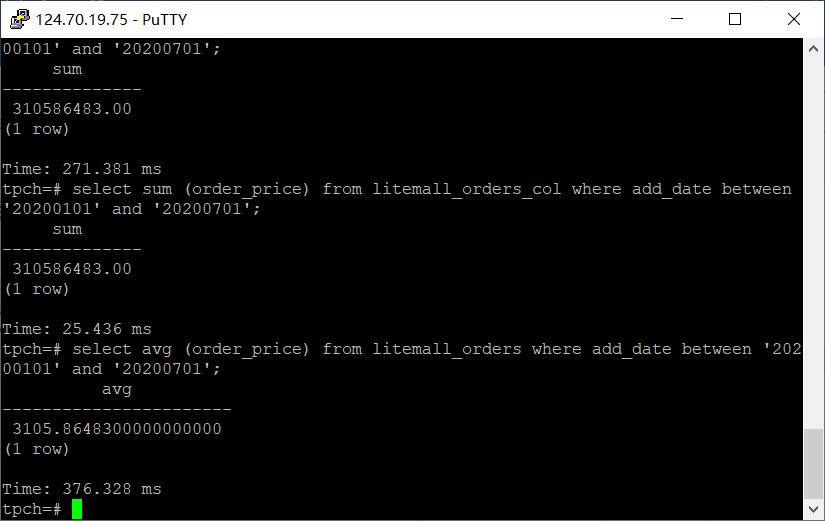 124.70.19.75 - PuTTY
00101' and '20200701';
sum
--------------
310586483.00
(1 row)
Time: 271.381 ms
tpch=# select sum (order_price) from litemall_orders_col where add_date between
'20200101' and '20200701';
sum
--------------
310586483.00
(1 row)
Time: 25.436 ms
tpch=# select avg (order_price) from litemall_orders where add_date between '202
00101' and '20200701';
avg
-----------------------
3105.8648300000000000
(1 row)
Time: 376.328 ms
tpch=#